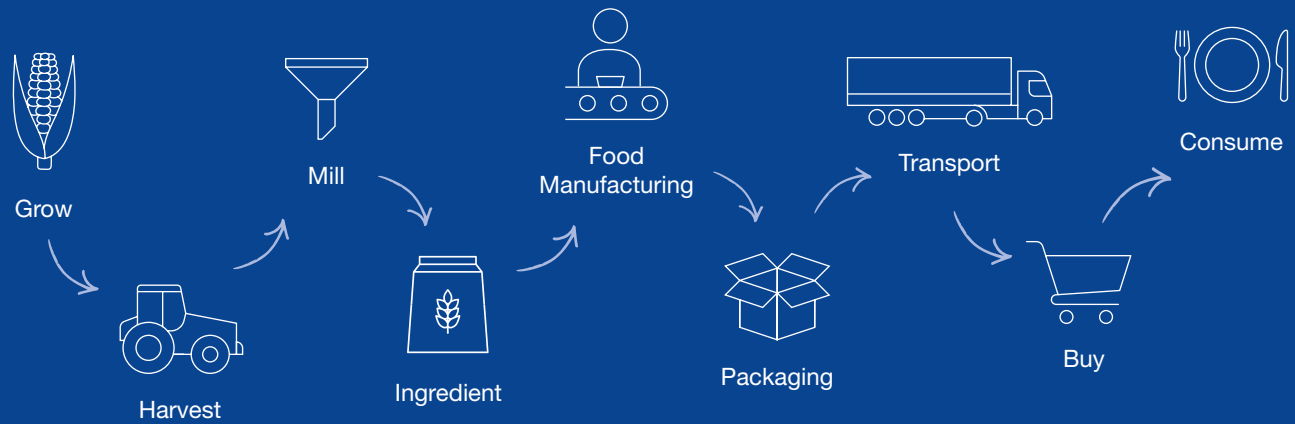 Grow
Harvest
Mill
Ingredient
Food
Manufacturing
Packaging
Transport
Buy
Consume